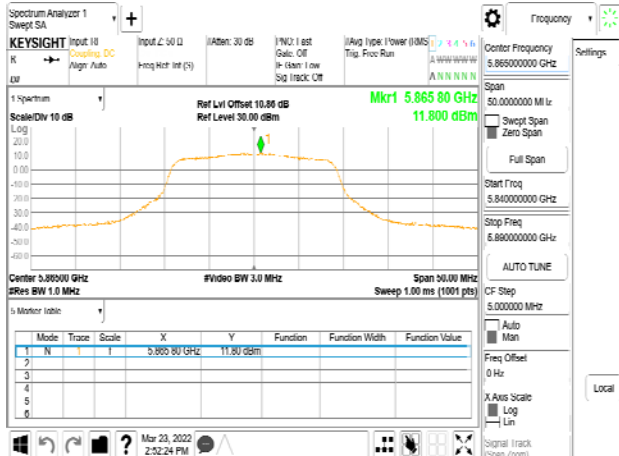 Spectrum Analyzer 1
Swept SA
Frequency
KEYSIGHT Input: RF
Coupling: DC
Align: Auto
Input Z: 50 Ω
Freq Ref: Int (S)
Atten: 30 dB
PNO: Fast
Gate: Off
IF Gain: Low
Sig Track: Off
Avg Type: Power (RMS
Trig: Free Run
1 2 3 4 5 6
A W W W W W
A N N N N N
1 Spectrum
Scale/Div 10 dB
Ref Lvl Offset 10.86 dB
Ref Level 30.00 dBm
Mkr1 5.865 80 GHz
11.800 dBm
Log
20.0
10.0
0.00
-10.0
-20.0
-30.0
-40.0
-50.0
-60.0
1
Center 5.86500 GHz
#Video BW 3.0 MHz
Span 50.00 MHz
#Res BW 1.0 MHz
Sweep 1.00 ms (1001 pts)
5 Marker Table
Mode Trace Scale X Y Function Function Width Function Value
1 N 1 f 5.865 80 GHz 11.80 dBm
2
3
4
5
6
Mar 23, 2022
2:52:24 PM
Center Frequency
5.865000000 GHz
Settings
Span
50.0000000 MHz
Swept Span
Zero Span
Full Span
Start Freq
5.840000000 GHz
Stop Freq
5.890000000 GHz
AUTO TUNE
CF Step
5.000000 MHz
Auto
Man
Freq Offset
0 Hz
X Axis Scale
Log
Lin
Local
Signal Track
(Span Zoom)